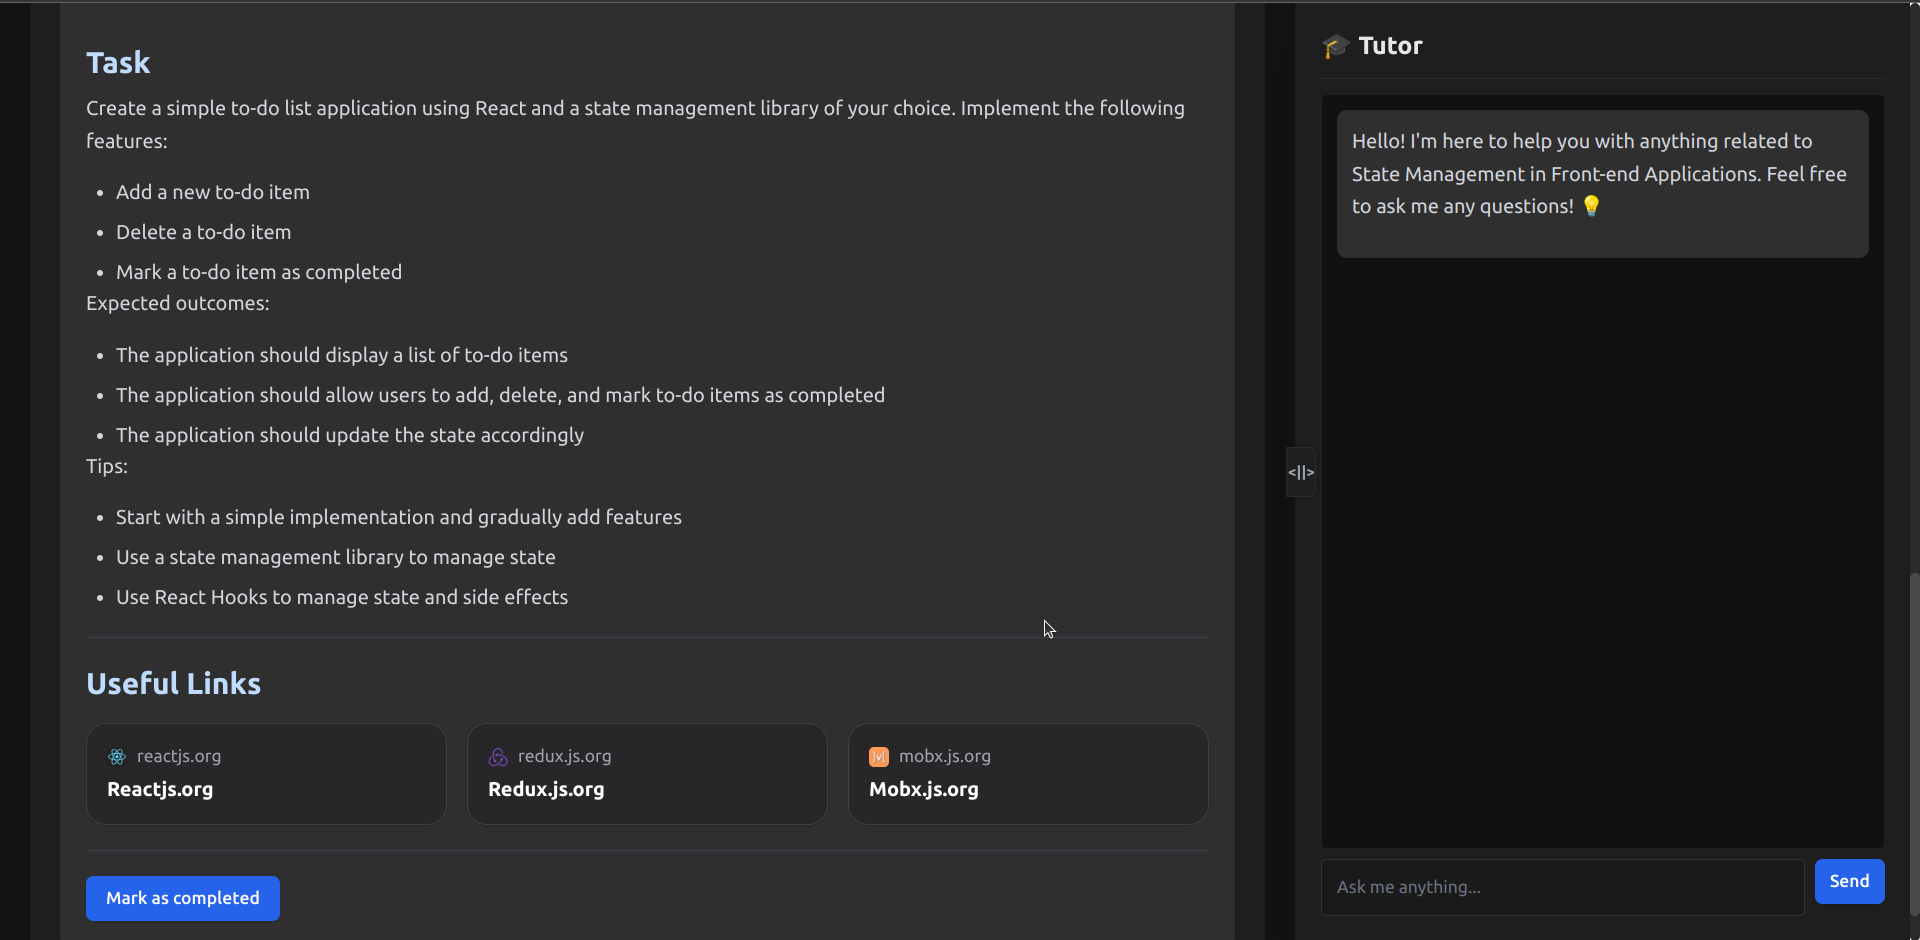 Task
Create a simple to-do list application using React and a state management library of your choice. Implement the following
features:
• Add a new to-do item
• Delete a to-do item
• Mark a to-do item as completed
Expected outcomes:
• The application should display a list of to-do items
• The application should allow users to add, delete, and mark to-do items as completed
• The application should update the state accordingly
Tips:
• Start with a simple implementation and gradually add features
• Use a state management library to manage state
• Use React Hooks to manage state and side effects
Useful Links
reactjs.org
Reactjs.org
redux.js.org
Redux.js.org
mobx.js.org
Mobx.js.org
Mark as completed
<||>
🎓 Tutor
Hello! I'm here to help you with anything related to
State Management in Front-end Applications. Feel free
to ask me any questions! 💡
Ask me anything...
Send